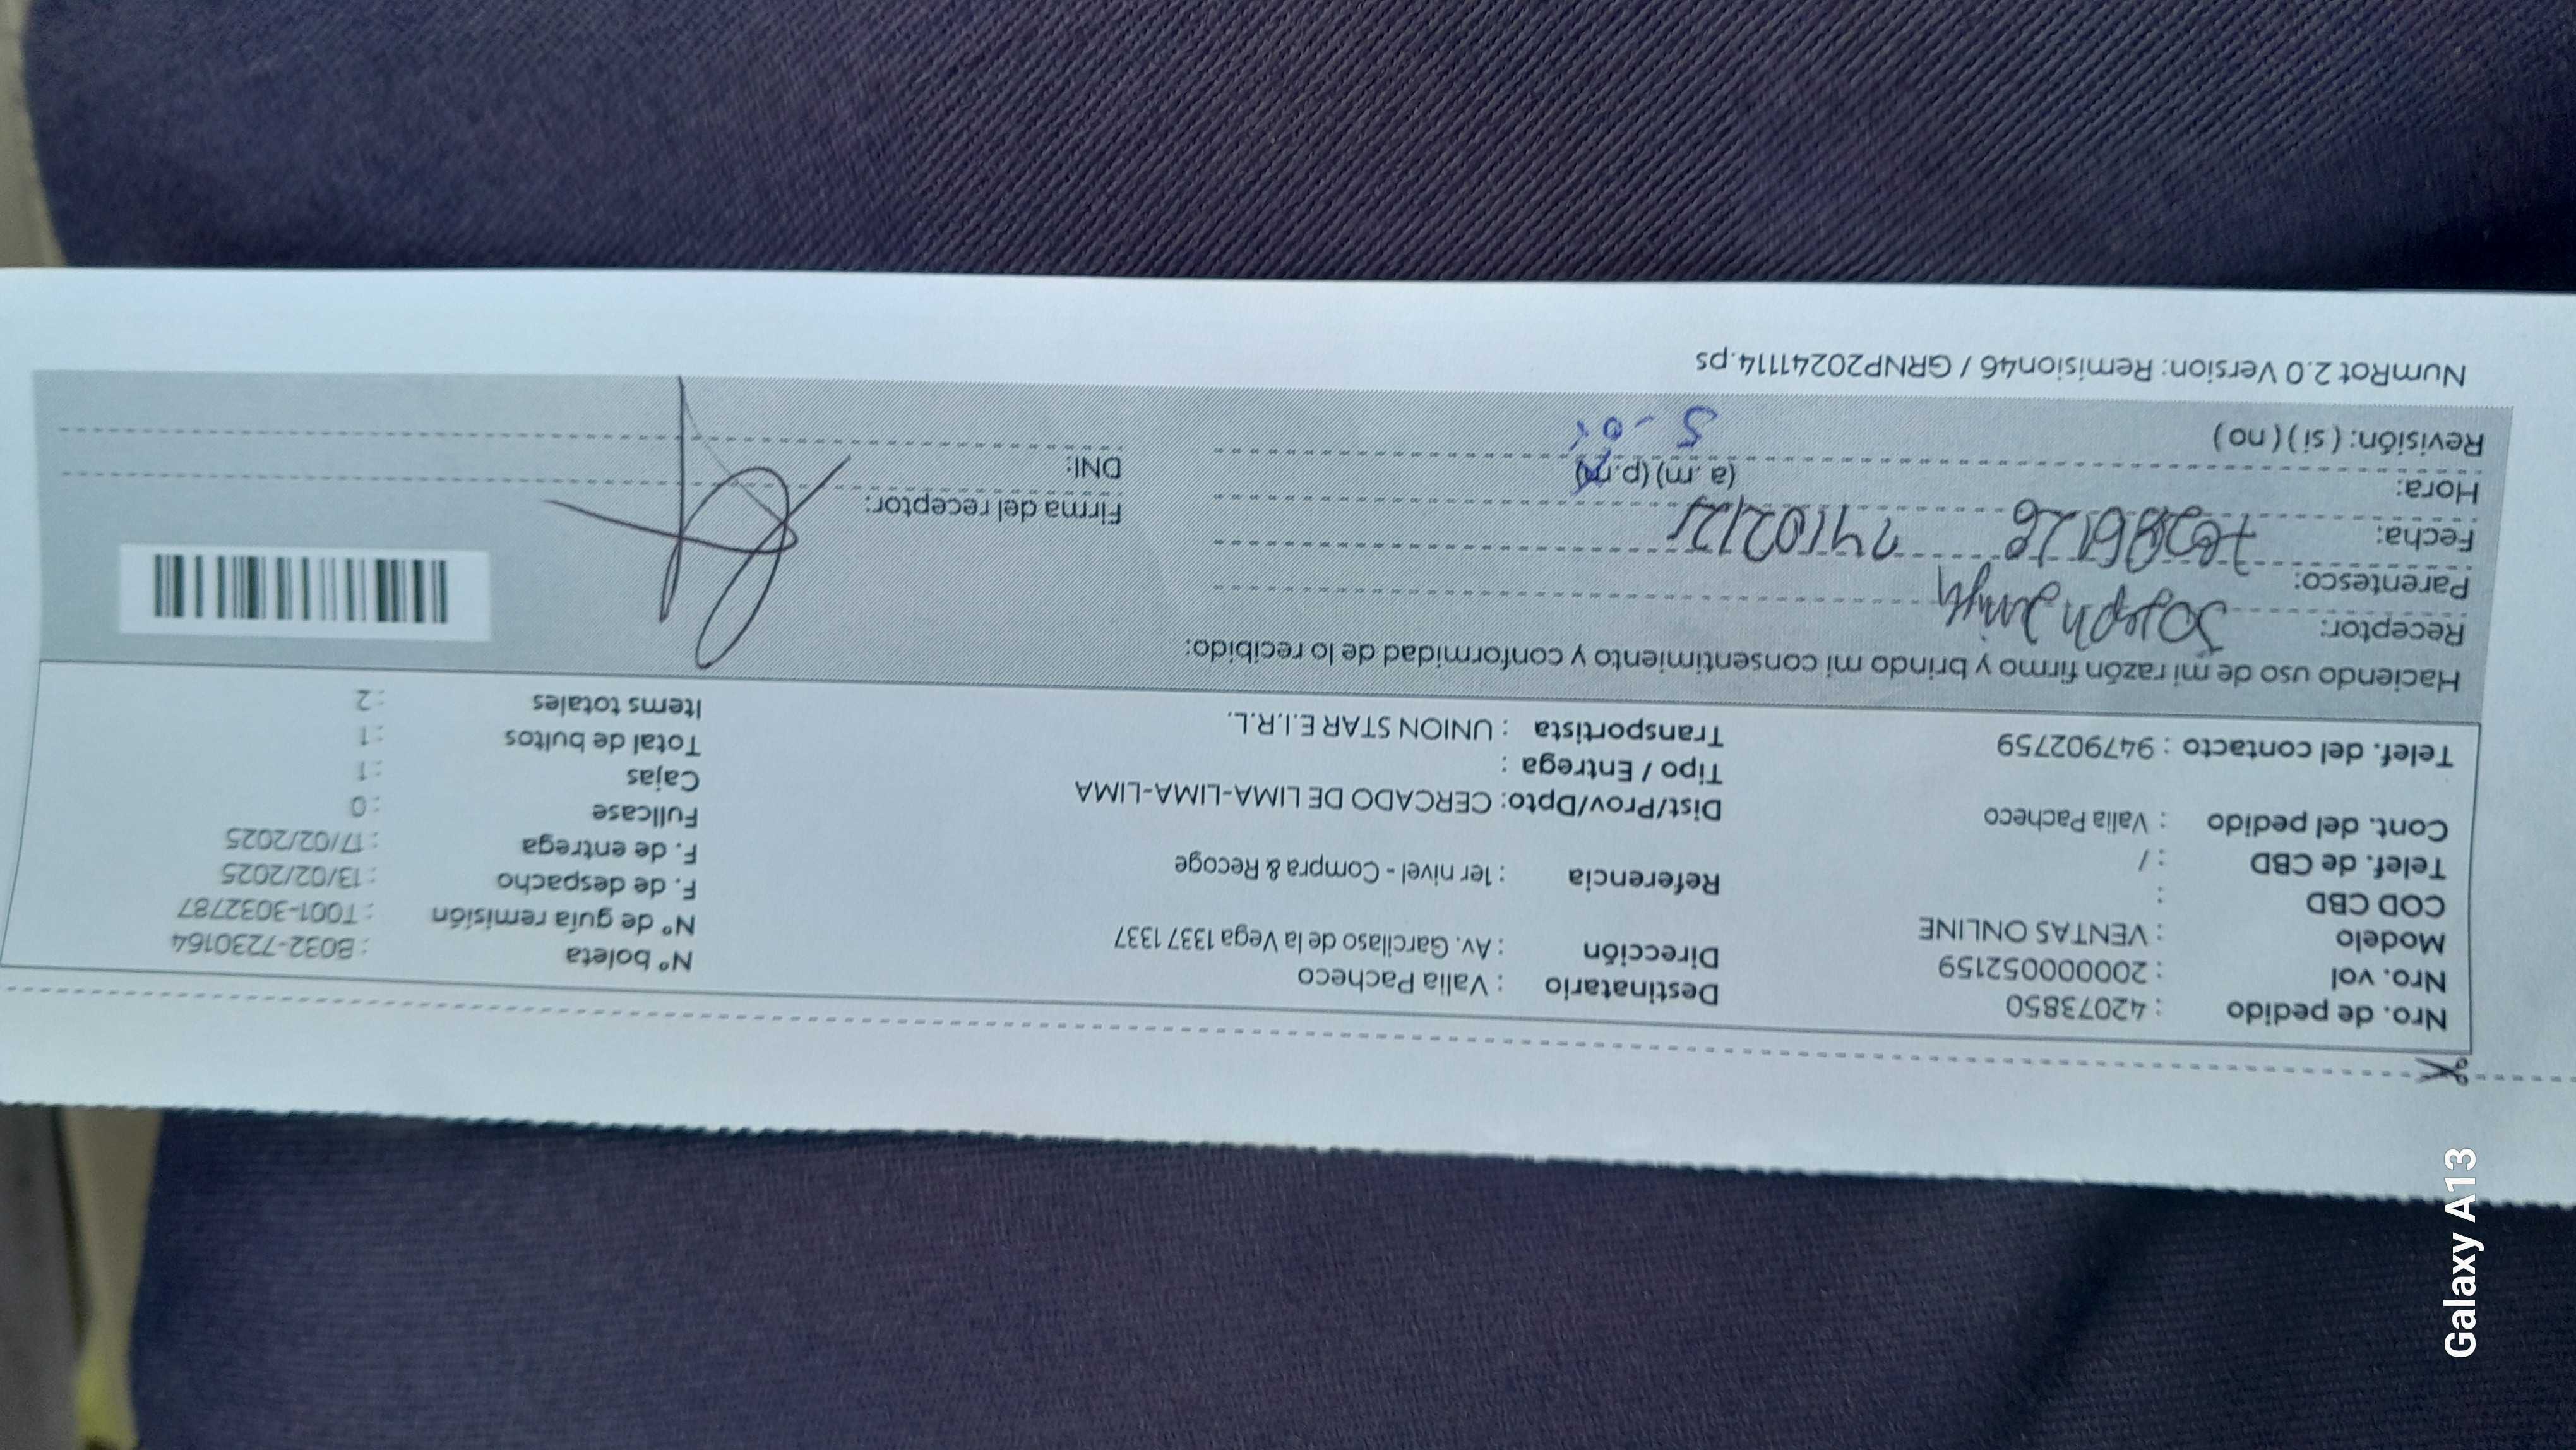 Nro. de pedido : 42073850
Nro. vol : 20000052159
Modelo : VENTAS ONLINE
COD CBD :
Telef. de CBD : /
Cont. del pedido : Valia Pacheco
Telef. del contacto : 947902759
Destinatario : Valia Pacheco
Dirección : Av. Garcilaso de la Vega 1337 1337
Referencia : 1er nivel - Compra & Recoge
Dist/Prov/Dpto: CERCADO DE LIMA-LIMA-LIMA
Tipo / Entrega :
Transportista : UNION STAR E.I.R.L.
Nº boleta : B032-7230164
Nº de guía remisión : T001-3032787
F. de despacho : 13/02/2025
F. de entrega : 17/02/2025
Fullcase : 0
Cajas : 1
Total de bultos : 1
Items totales : 2
Haciendo uso de mi razón firmo y brindo mi consentimiento y conformidad de lo recibido:
Receptor:
Parentesco:
Fecha:
Hora: (a.m) (p.m)
Revisión: ( si ) ( no )
Firma del receptor:
DNI:
NumRot 2.0 Version: Remision46 / GRNP20241114.ps
Galaxy A13